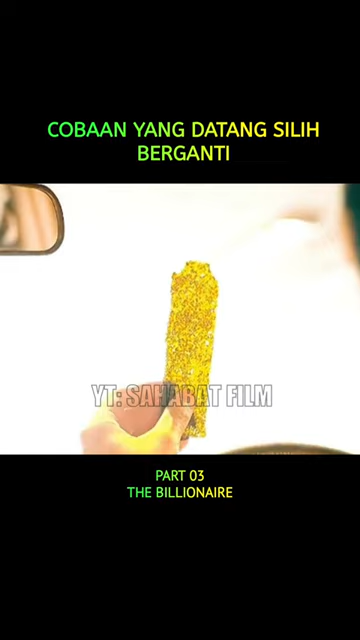 COBAAN YANG DATANG SILIH
BERGANTI
YT: SAHABAT FILM
PART 03
THE BILLIONAIRE